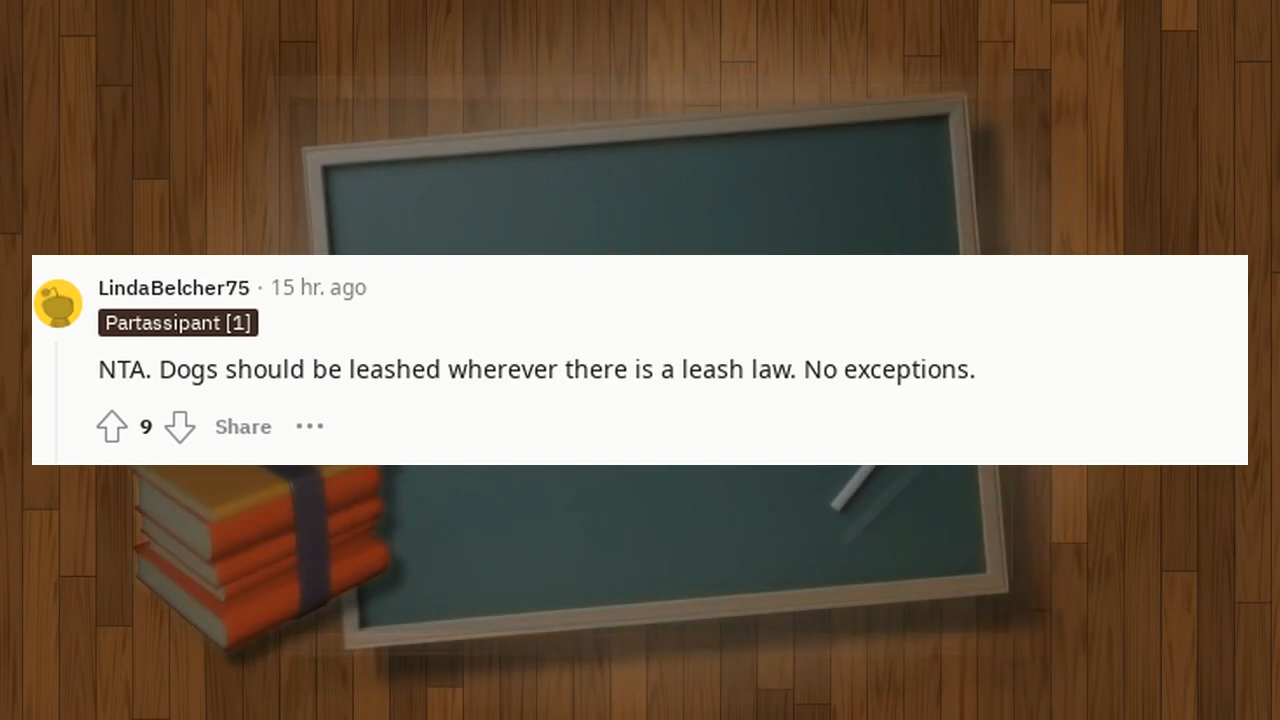 LindaBelcher75 · 15 hr. ago
Partassipant [1]
NTA. Dogs should be leashed wherever there is a leash law. No exceptions.
9 Share ···